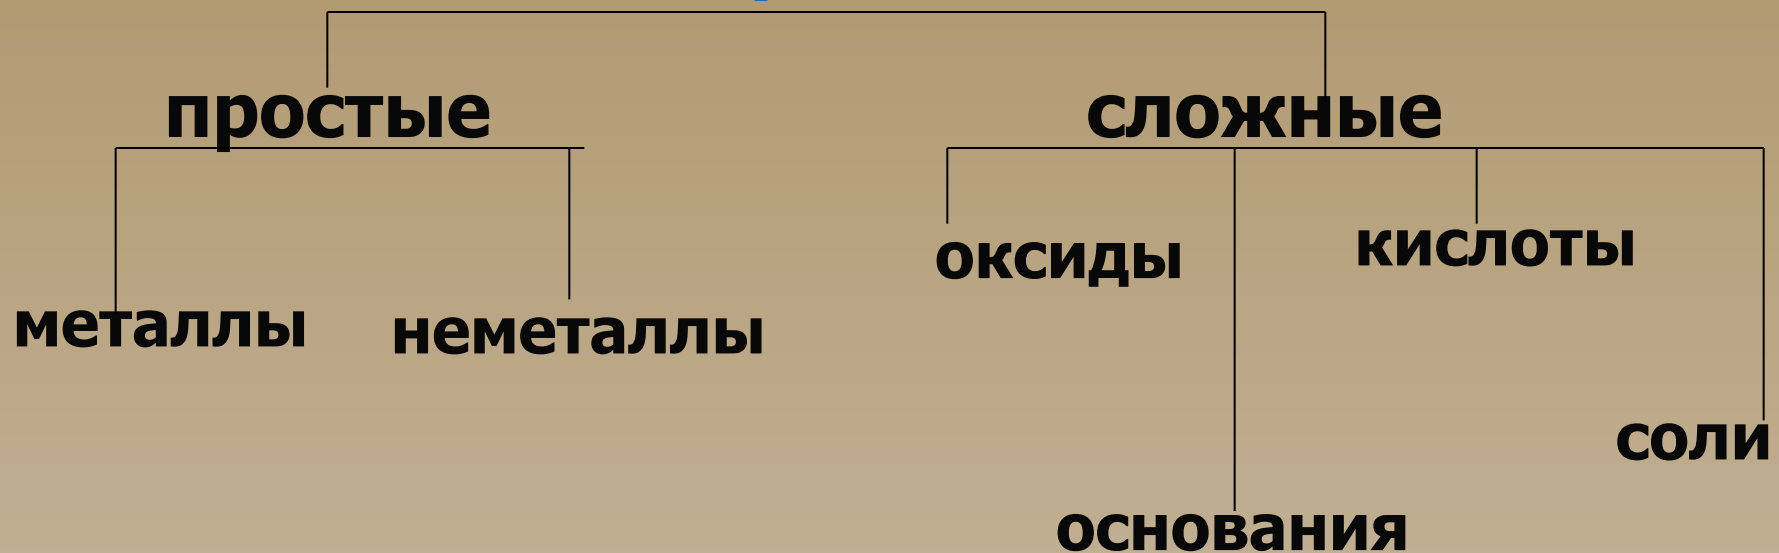 простые
сложные
оксиды
кислоты
металлы
неметаллы
соли
основания